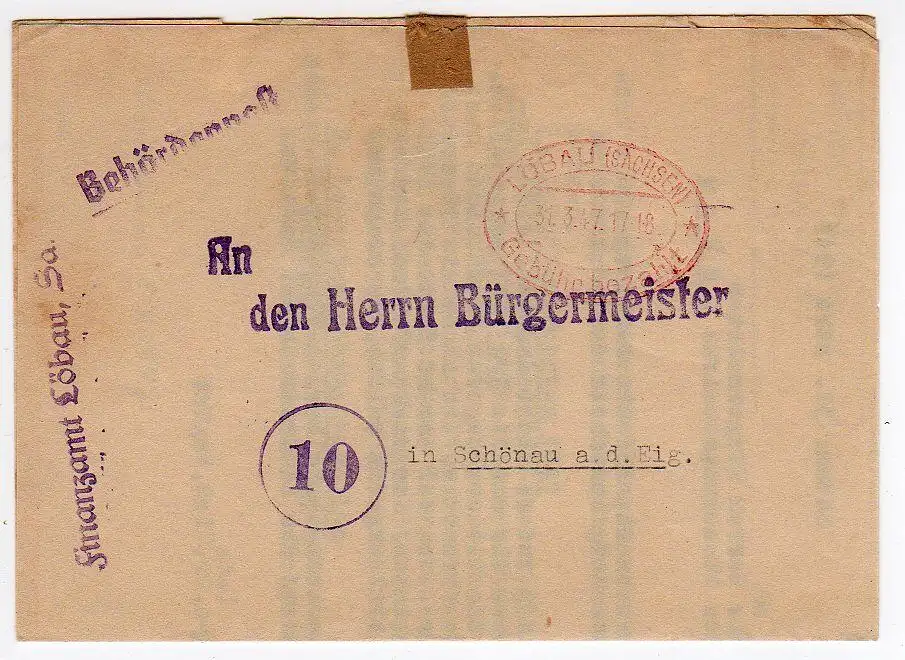 Behördenpost
LÖBAU (SACHSEN)
31.3.47.17-18
Gebühr bezahlt
An
den Herrn Bürgermeister
Finanzamt Löbau, Sa.
10
in Schönau a.d.Eig.